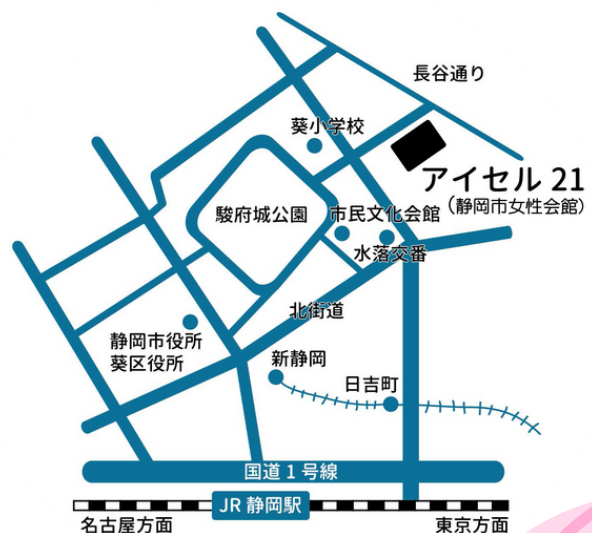 長谷通り
葵小学校
アイセル 21
（静岡市女性会館）
駿府城公園
市民文化会館
水落交番
北街道
静岡市役所
葵区役所
新静岡
日吉町
国道 1 号線
JR 静岡駅
名古屋方面
東京方面